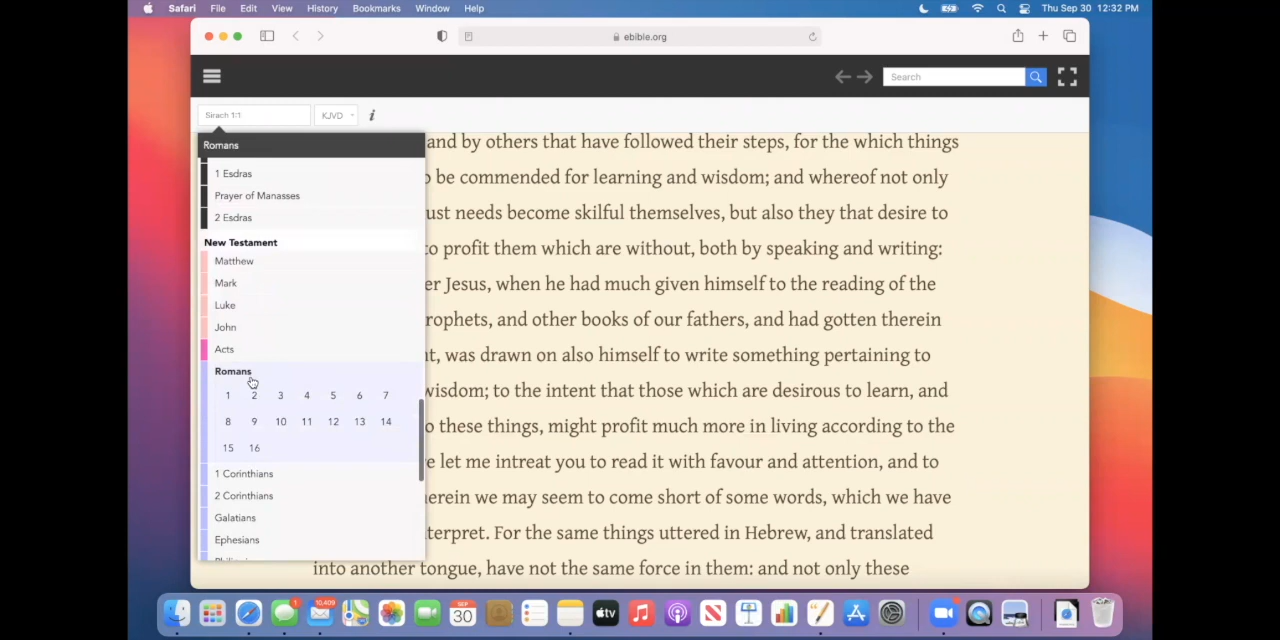 Safari File Edit View History Bookmarks Window Help Thu Sep 30 12:32 PM
ebible.org
Search
Sirach 1:1 KJVD i
Romans
1 Esdras
Prayer of Manasses
2 Esdras
New Testament
Matthew
Mark
Luke
John
Acts
Romans
1 2 3 4 5 6 7
8 9 10 11 12 13 14
15 16
1 Corinthians
2 Corinthians
Galatians
Ephesians
and by others that have followed their steps, for the which things
o be commended for learning and wisdom; and whereof not only
ust needs become skilful themselves, but also they that desire to
to profit them which are without, both by speaking and writing:
er Jesus, when he had much given himself to the reading of the
rophets, and other books of our fathers, and had gotten therein
nt, was drawn on also himself to write something pertaining to
wisdom; to the intent that those which are desirous to learn, and
o these things, might profit much more in living according to the
e let me intreat you to read it with favour and attention, and to
herein we may seem to come short of some words, which we have
terpret. For the same things uttered in Hebrew, and translated
into another tongue, have not the same force in them: and not only these
1 10,409 SEP 30 tv